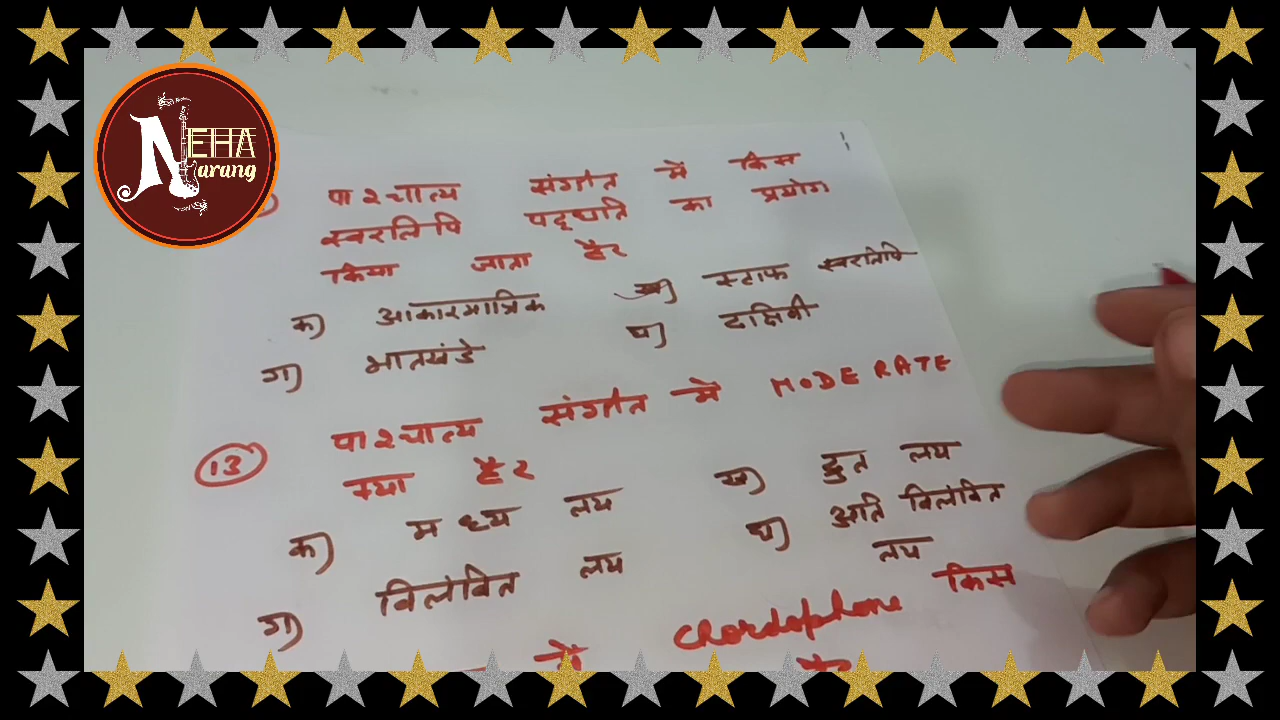 NEHA
Narang
पाश्चात्य संगीत में किस
स्वरलिपि पद्धति का प्रयोग
किया जाता है?
क) आकारमात्रिक ख) स्टाफ स्वरलिपि
ग) भातखंडे घ) दक्षिणी
13) पाश्चात्य संगीत में MODERATE
क्या है?
क) मध्य लय ख) द्रुत लय
ग) विलंबित लय घ) अति विलंबित
लय
में Chordophone किस